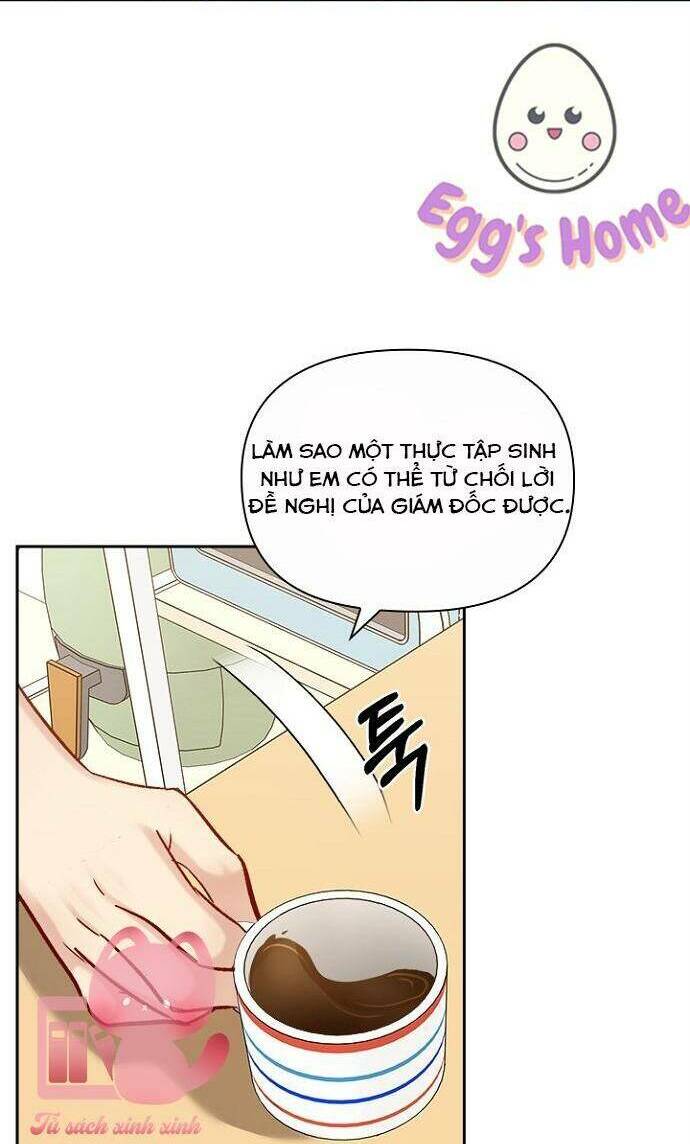 Egg's Home
LÀM SAO MỘT THỰC TẬP SINH
NHƯ EM CÓ THỂ TỪ CHỐI LỜI
ĐỀ NGHỊ CỦA GIÁM ĐỐC ĐƯỢC.
툭
Tủ sách xinh xinh